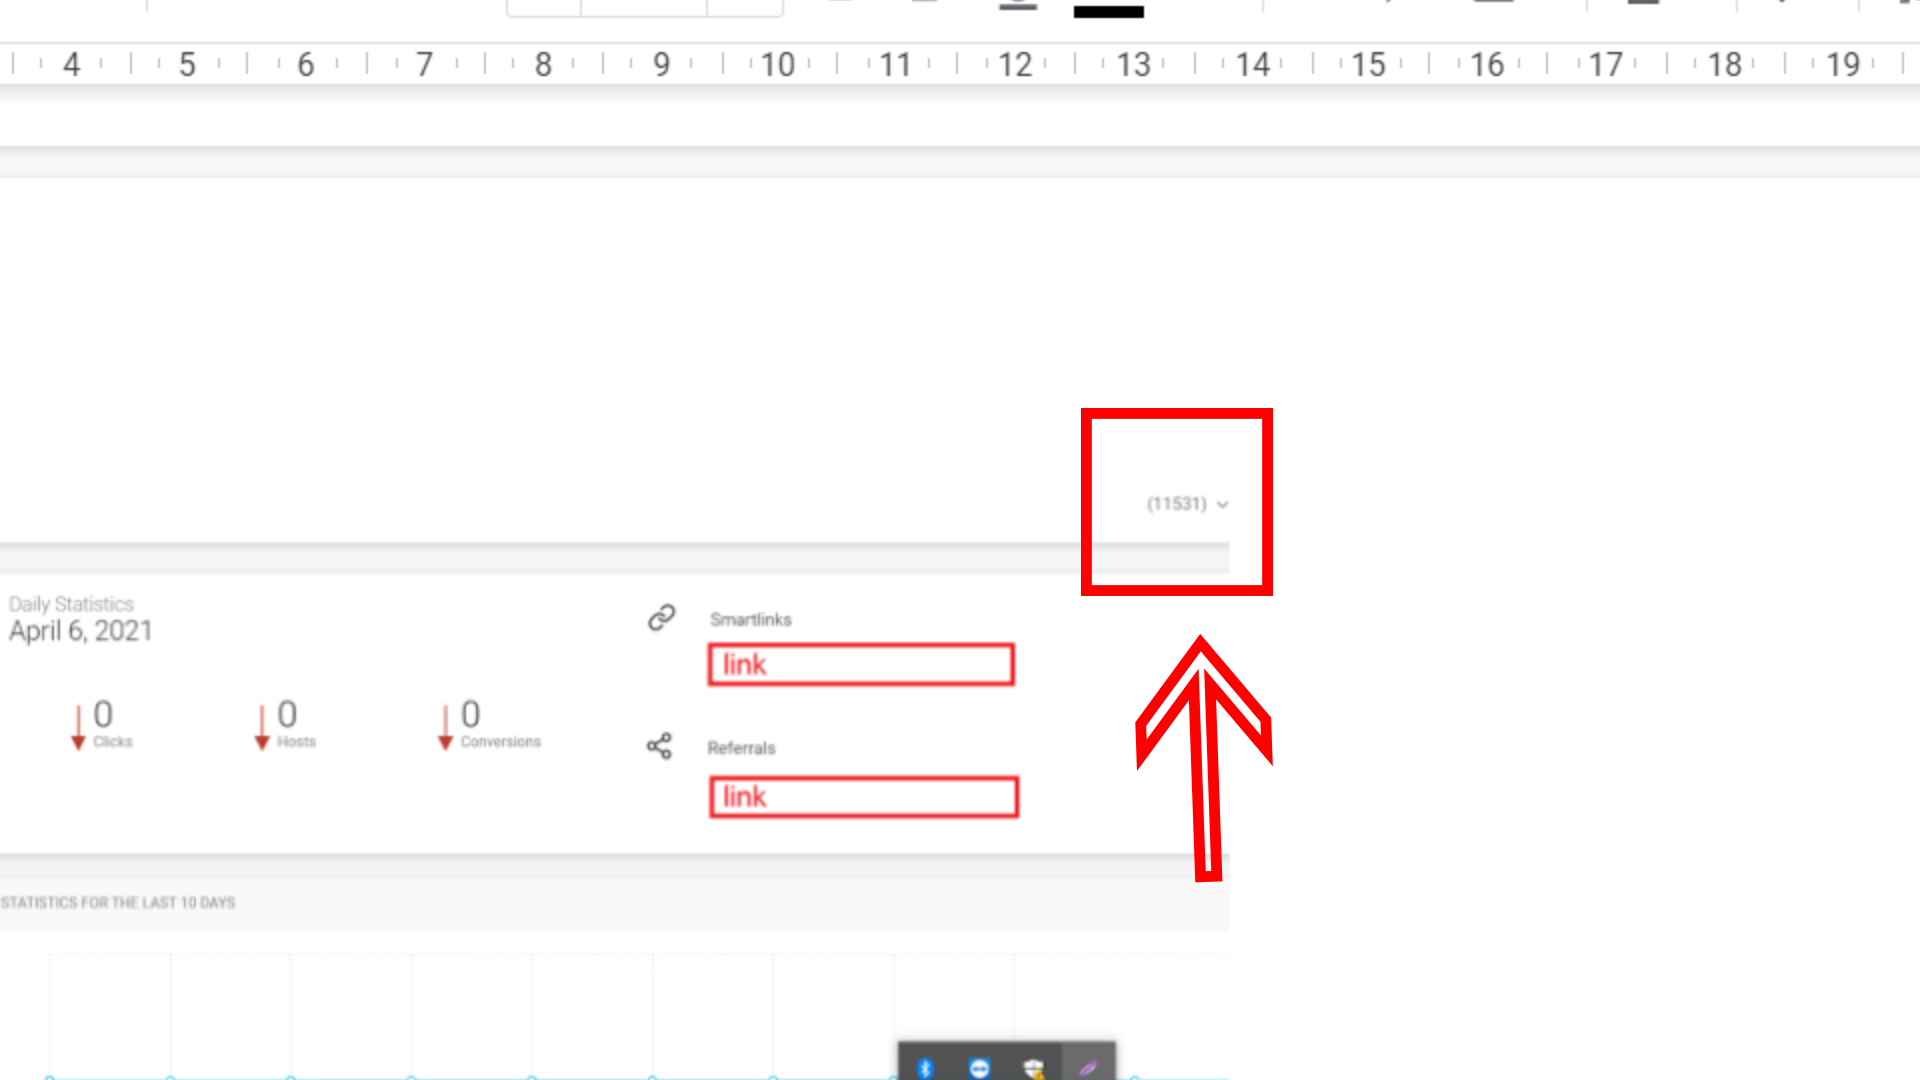 4 5 6 7 8 9 10 11 12 13 14 15 16 17 18 19
(11531)
Daily Statistics
April 6, 2021
Smartlinks
link
0 0 0
Clicks Hosts Conversions
Referrals
link
STATISTICS FOR THE LAST 10 DAYS